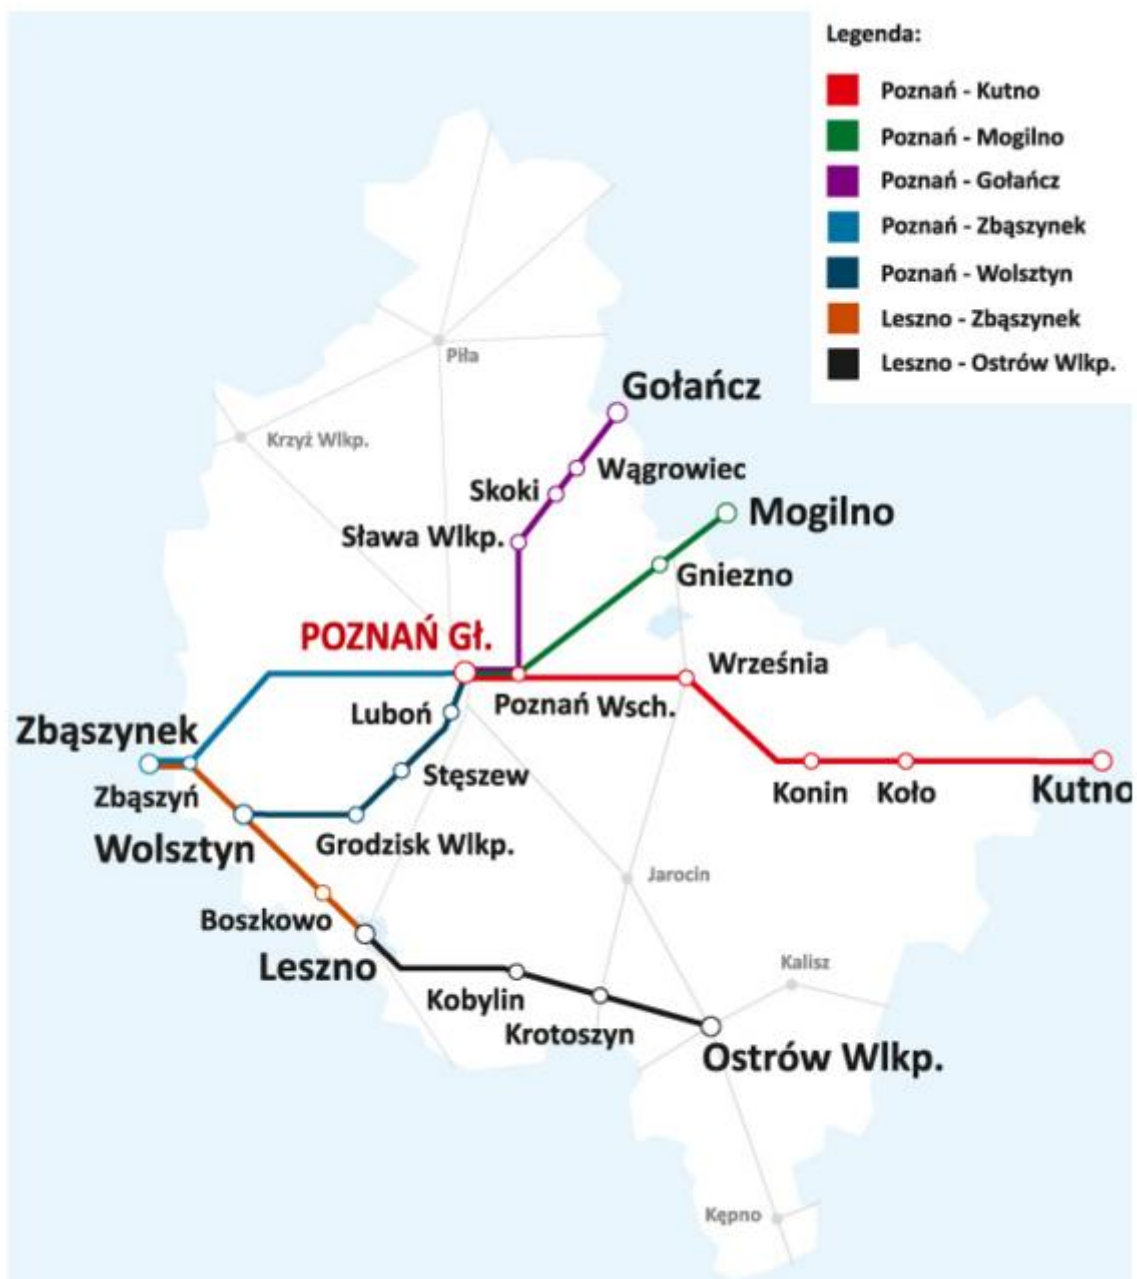 Legenda:
Poznań - Kutno
Poznań - Mogilno
Poznań - Gołańcz
Poznań - Zbąszynek
Poznań - Wolsztyn
Leszno - Zbąszynek
Leszno - Ostrów Wlkp.
Piła
Gołańcz
Krzyż Wlkp.
Wągrowiec
Skoki
Mogilno
Sława Wlkp.
Gniezno
POZNAŃ Gł.
Września
Poznań Wsch.
Luboń
Zbąszynek
Stęszew
Zbąszyń
Konin
Koło
Kutno
Wolsztyn
Grodzisk Wlkp.
Jarocin
Boszkowo
Leszno
Kalisz
Kobylin
Krotoszyn
Ostrów Wlkp.
Kępno